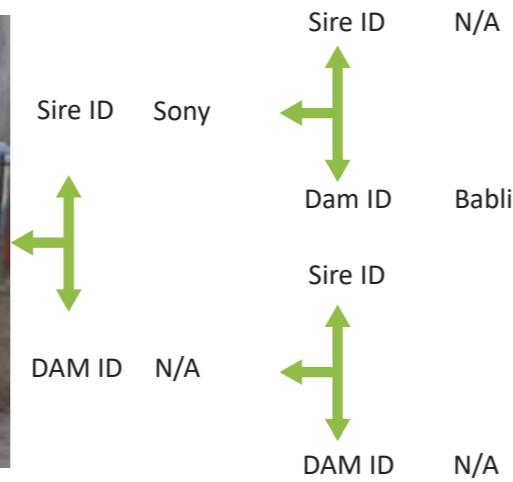 Sire ID N/A
Sire ID Sony
Dam ID Babli
Sire ID
DAM ID N/A
DAM ID N/A